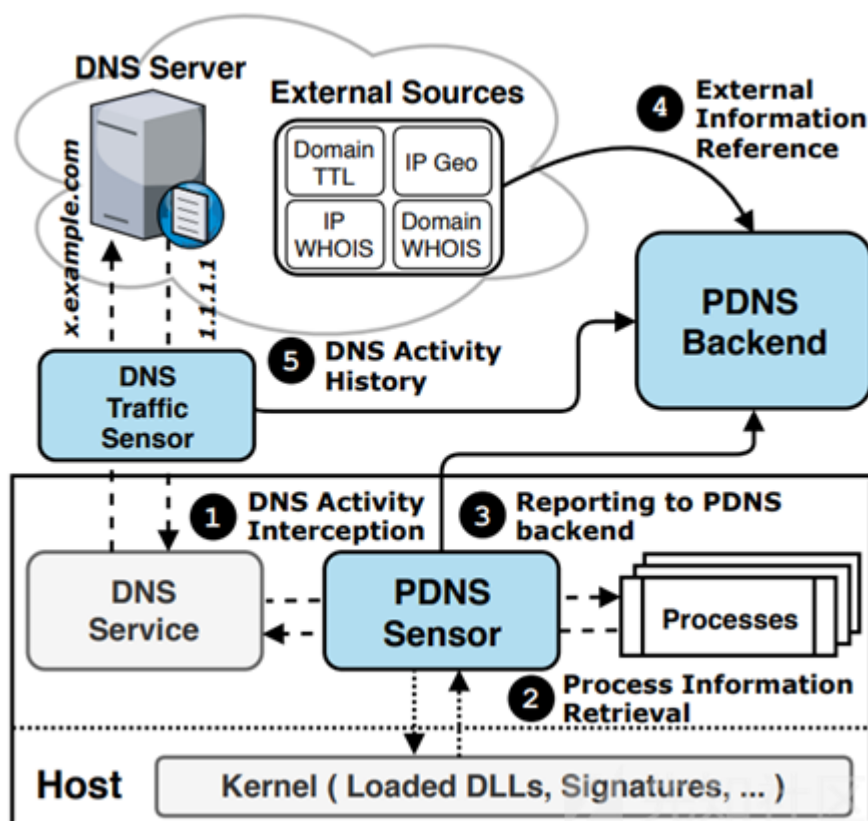 DNS Server
External Sources
Domain
TTL
IP Geo
IP
WHOIS
Domain
WHOIS
4
External
Information
Reference
x.example.com
1.1.1.1
PDNS
Backend
5
DNS Activity
History
DNS
Traffic
Sensor
1
DNS Activity
Interception
3
Reporting to PDNS
backend
DNS
Service
PDNS
Sensor
Processes
2
Process Information
Retrieval
Host
Kernel ( Loaded DLLs, Signatures, ... )